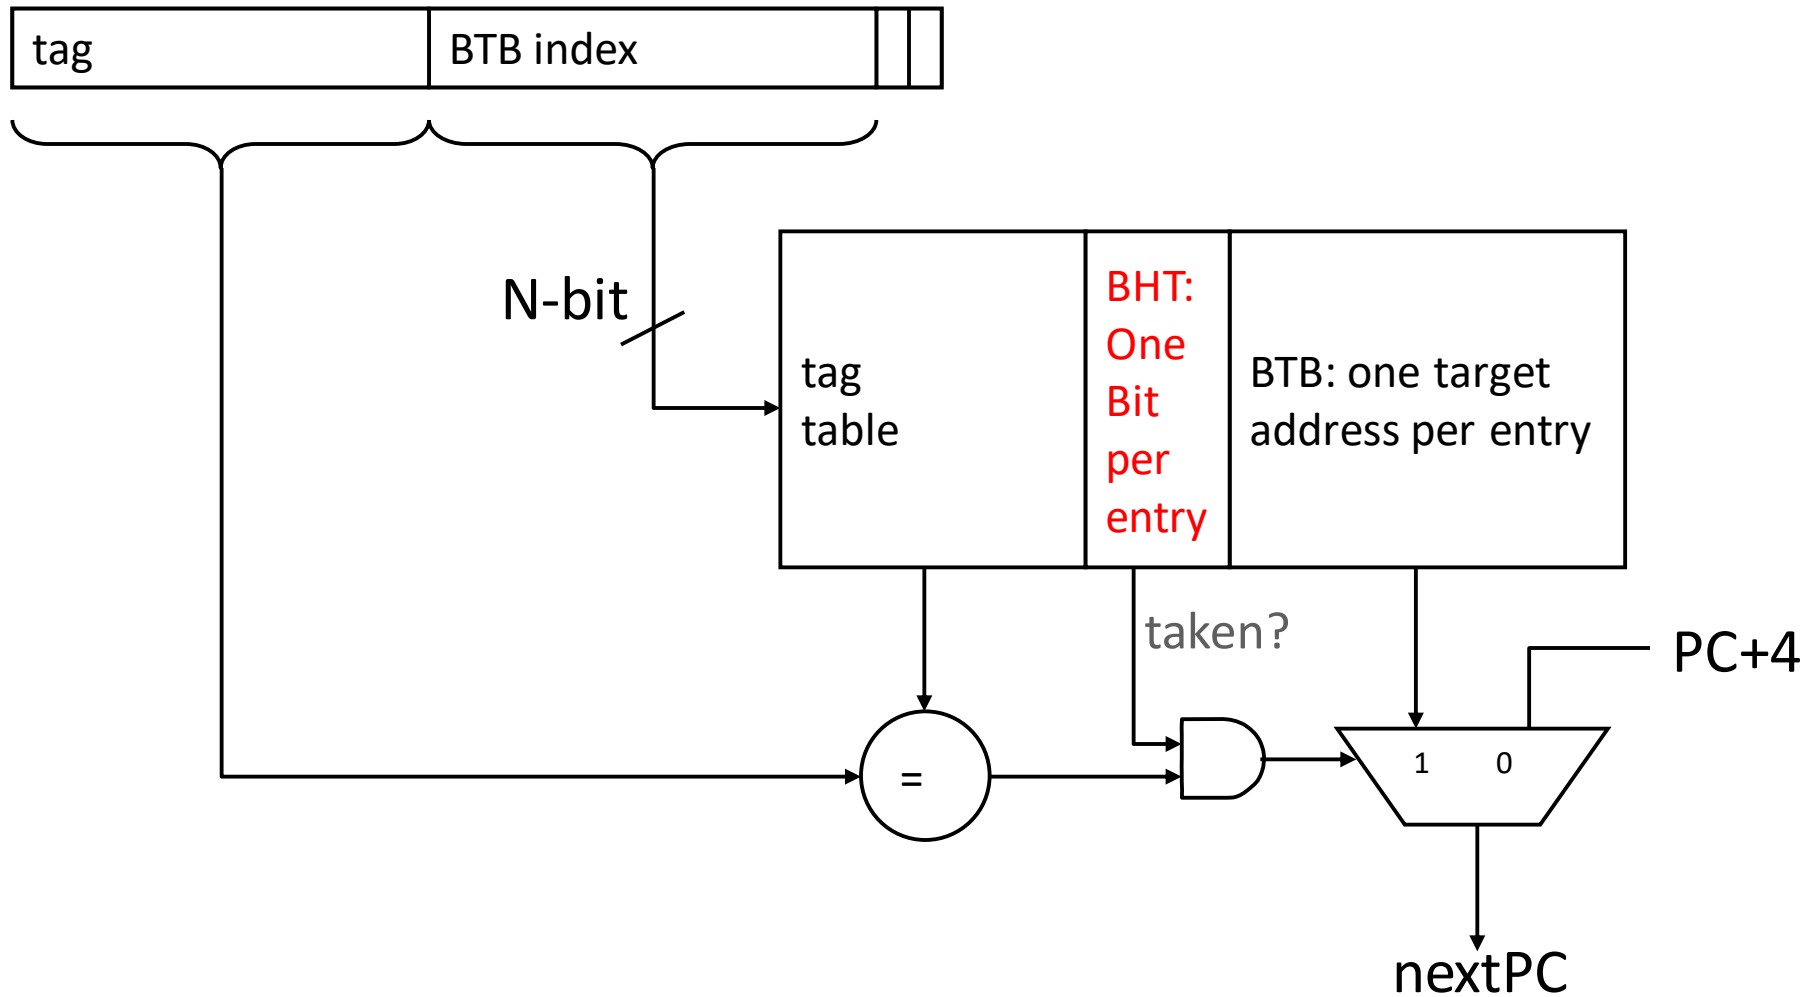 tag
BTB index
N-bit
tag
table
BHT:
One
Bit
per
entry
BTB: one target
address per entry
taken?
PC+4
=
1
0
nextPC